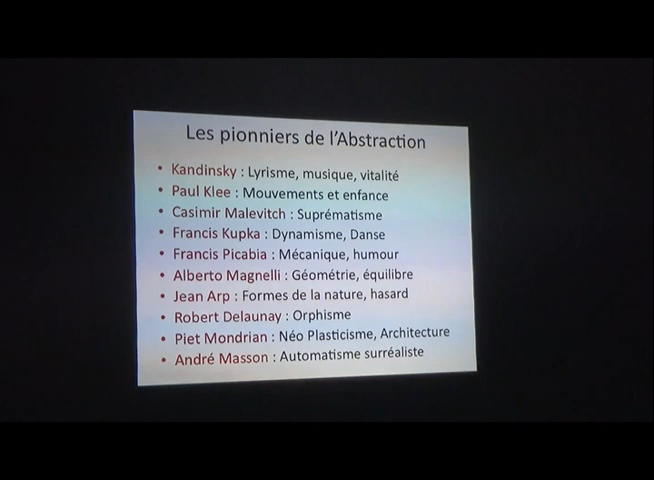 Les pionniers de l'Abstraction
• Kandinsky : Lyrisme, musique, vitalité
• Paul Klee : Mouvements et enfance
• Casimir Malevitch : Suprématisme
• Francis Kupka : Dynamisme, Danse
• Francis Picabia : Mécanique, humour
• Alberto Magnelli : Géométrie, équilibre
• Jean Arp : Formes de la nature, hasard
• Robert Delaunay : Orphisme
• Piet Mondrian : Néo Plasticisme, Architecture
• André Masson : Automatisme surréaliste